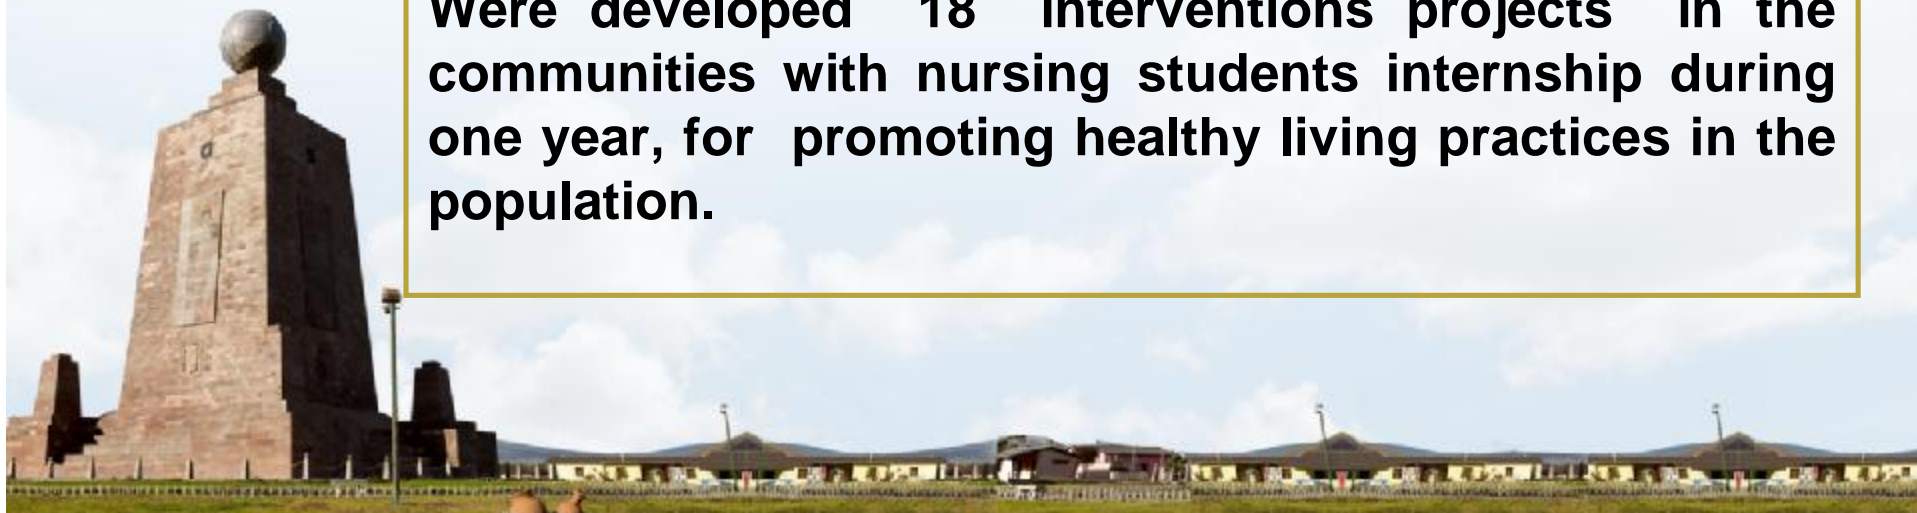 Were developed 18 interventions projects in the
communities with nursing students internship during
one year, for promoting healthy living practices in the
population.